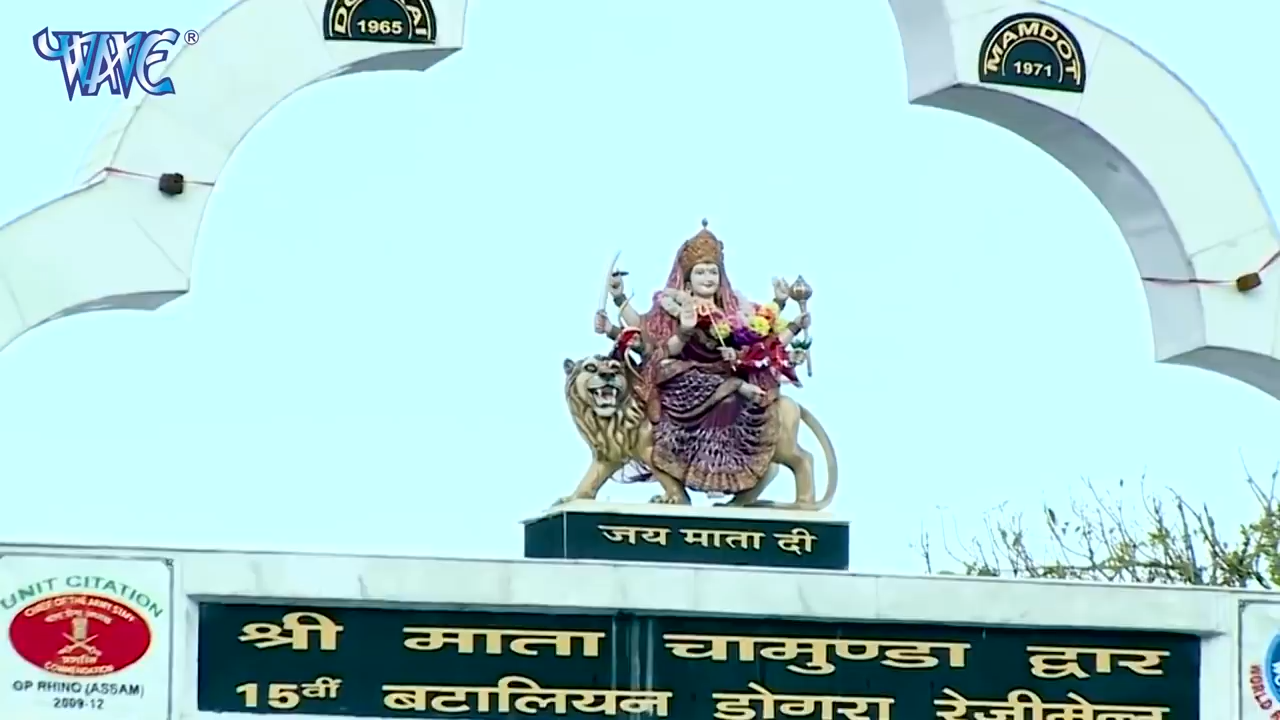 WAVE®
1965
MAMDOT
1971
जय माता दी
UNIT CITATION
CHIEF OF THE ARMY STAFF
COMMENDATION
OP RHINO (ASSAM)
2009-12
श्री माता चामुण्डा द्वार
15वीं बटालियन डोगरा रेजीमेन्ट
WORLD